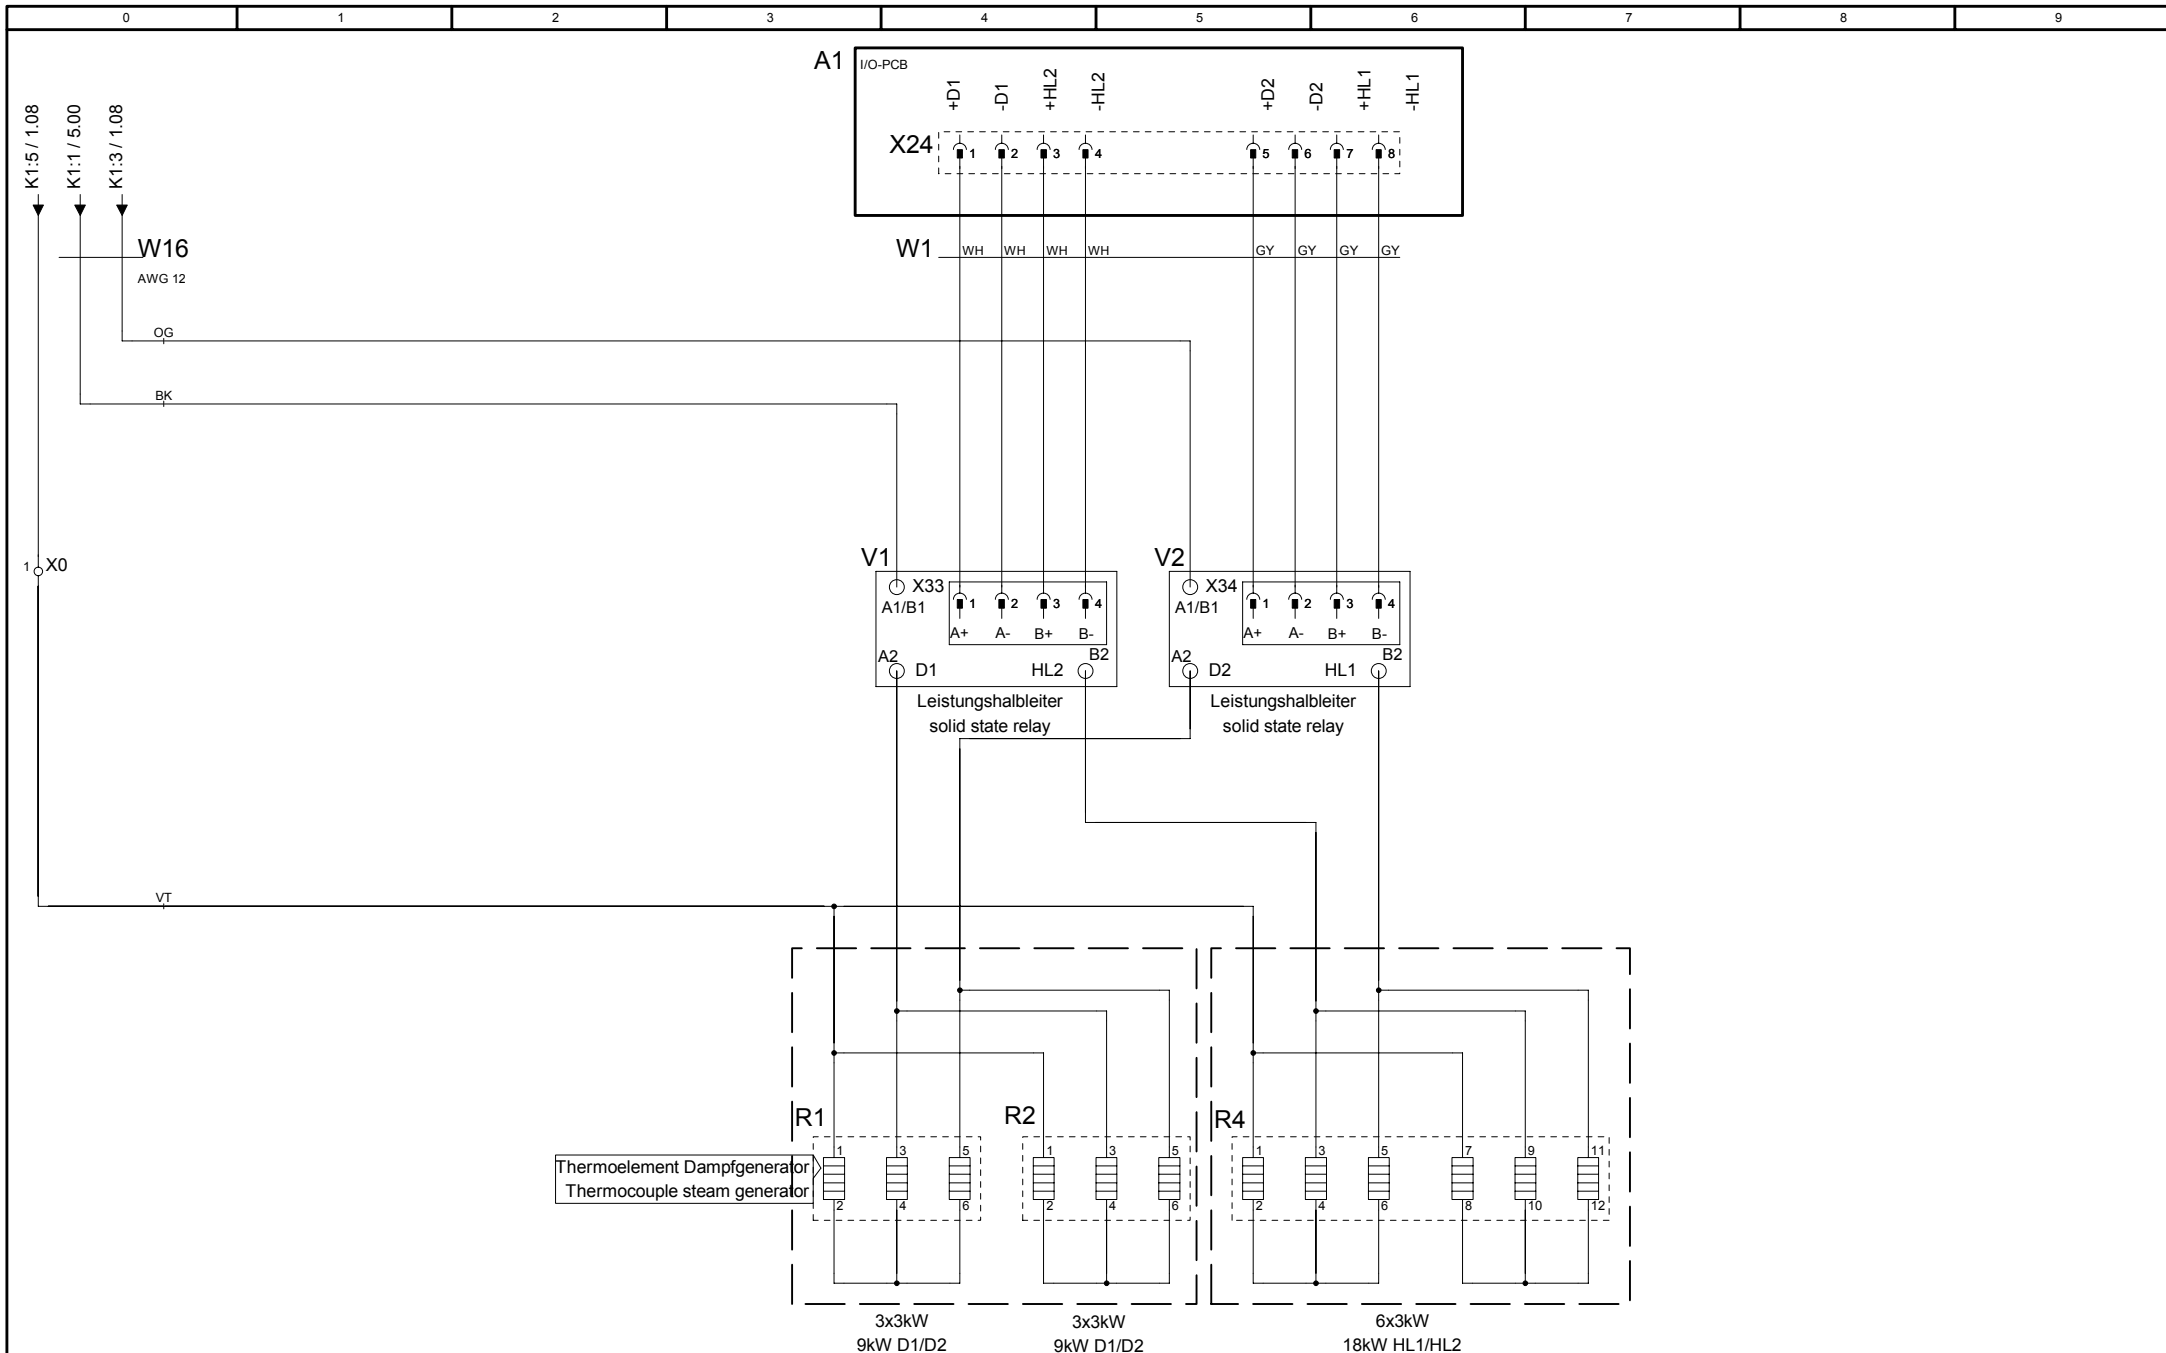 0 1 2 3 4 5 6 7 8 9
A1 I/O-PCB
+D1 -D1 +HL2 -HL2 +D2 -D2 +HL1 -HL1
K1:5 / 1.08
K1:1 / 5.00
K1:3 / 1.08
X24 1 2 3 4 5 6 7 8
W16
AWG 12
W1 WH WH WH WH GY GY GY GY
OG
BK
1 X0
V1
X33
A1/B1
1 2 3 4
A+ A- B+ B-
A2 D1 HL2 B2
Leistungshalbleiter
solid state relay
V2
X34
A1/B1
1 2 3 4
A+ A- B+ B-
A2 D2 HL1 B2
Leistungshalbleiter
solid state relay
VT
R1
1 3 5
2 4 6
Thermoelement Dampfgenerator
Thermocouple steam generator
R2
1 3 5
2 4 6
R4
1 3 5 7 9 11
2 4 6 8 10 12
3x3kW
9kW D1/D2
3x3kW
9kW D1/D2
6x3kW
18kW HL1/HL2